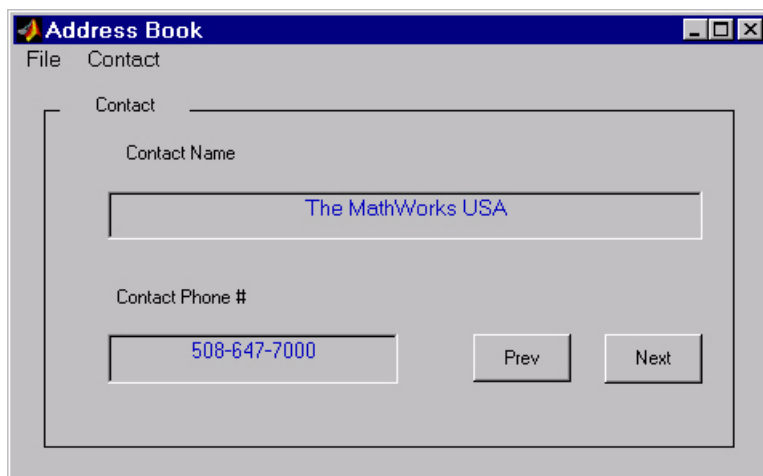 Address Book
File Contact
Contact
Contact Name
The MathWorks USA
Contact Phone #
508-647-7000
Prev Next